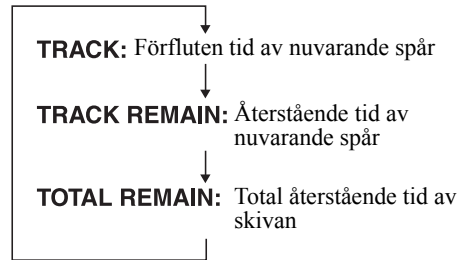 TRACK: Förfluten tid av nuvarande spår
TRACK REMAIN: Återstående tid av
nuvarande spår
TOTAL REMAIN: Total återstående tid av
skivan